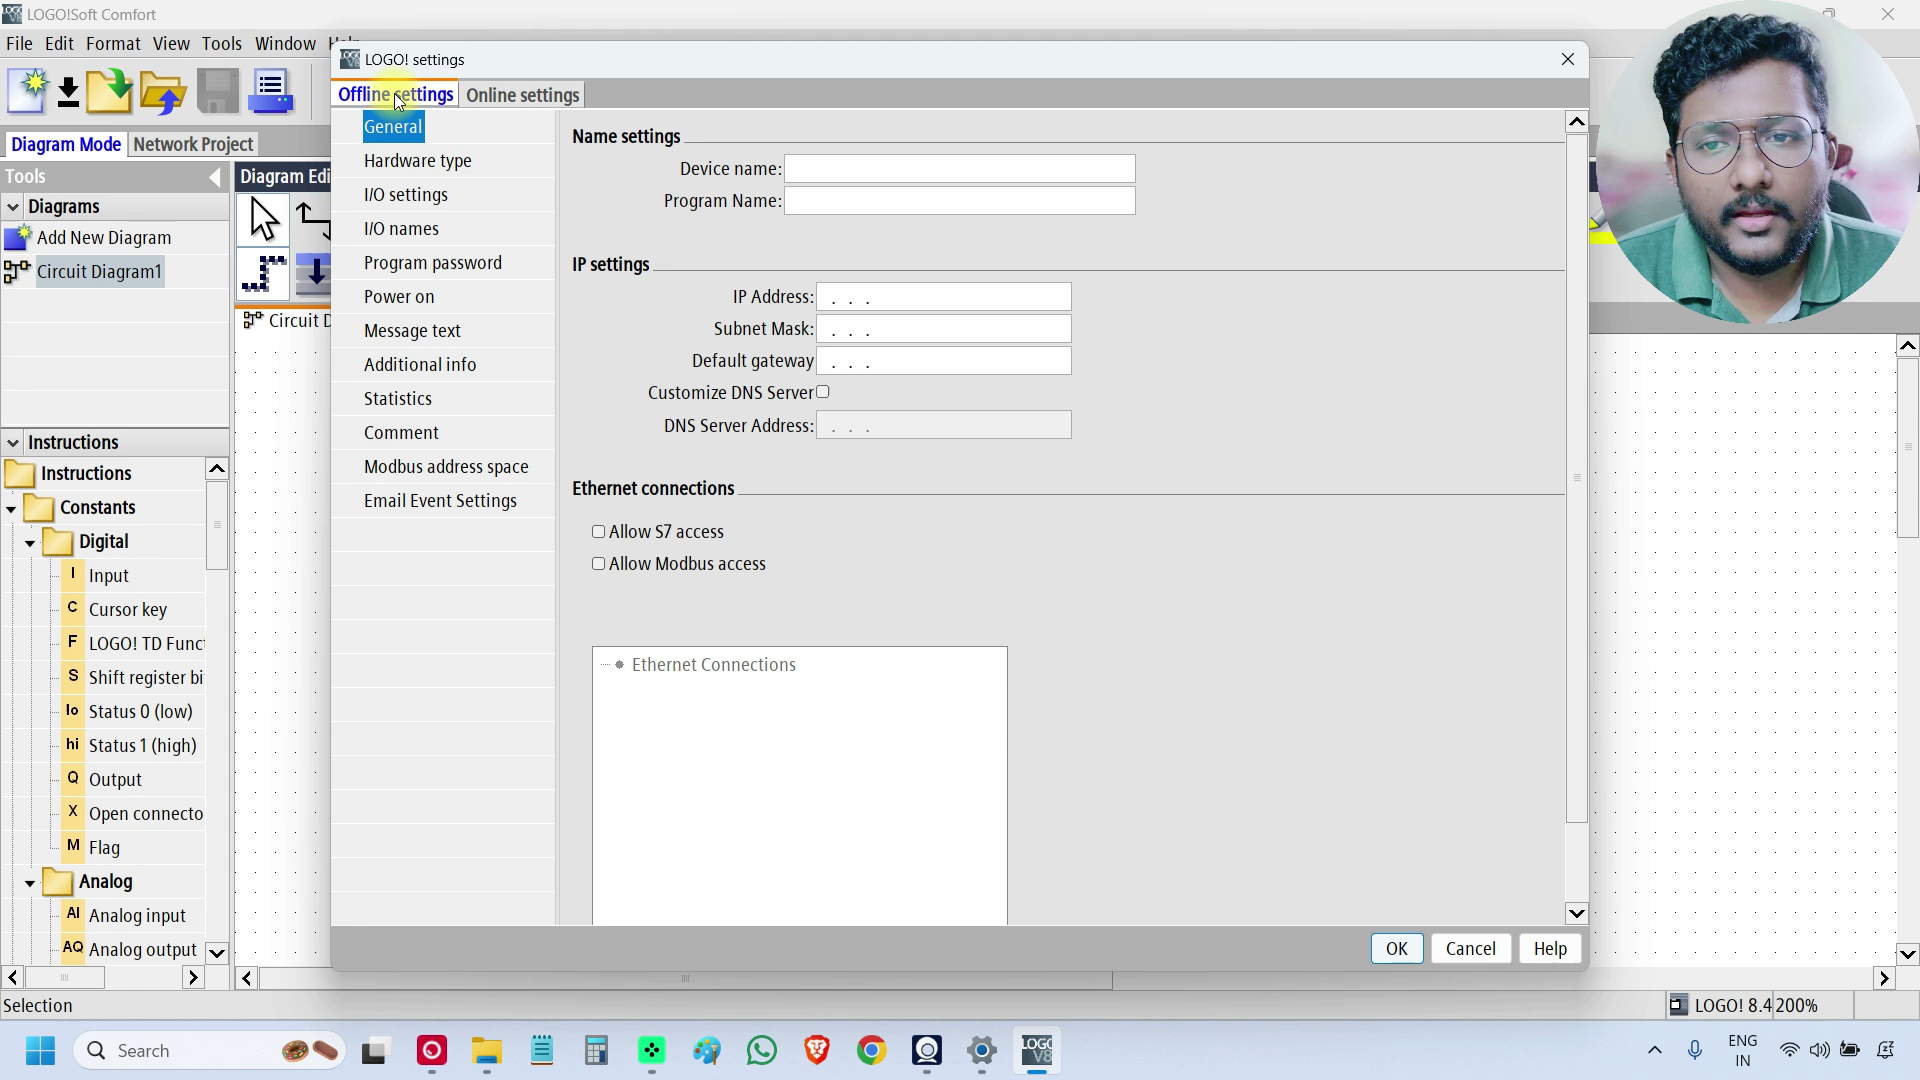 LOGO!Soft Comfort
File Edit Format View Tools Window
LOGO! settings
Offline settings Online settings
Diagram Mode Network Project
Tools
Diagrams
Add New Diagram
Circuit Diagram1
Diagram Edi
Circuit D
General
Hardware type
I/O settings
I/O names
Program password
Power on
Message text
Additional info
Statistics
Comment
Modbus address space
Email Event Settings
Name settings
Device name:
Program Name:
IP settings
IP Address: . . .
Subnet Mask: . . .
Default gateway . . .
Customize DNS Server
DNS Server Address: . . .
Ethernet connections
Allow S7 access
Allow Modbus access
Ethernet Connections
OK Cancel Help
Instructions
Instructions
Constants
Digital
I Input
C Cursor key
F LOGO! TD Funct
S Shift register bi
lo Status 0 (low)
hi Status 1 (high)
Q Output
X Open connecto
M Flag
Analog
AI Analog input
AQ Analog output
Selection
LOGO! 8.4 200%
Search
ENG
IN